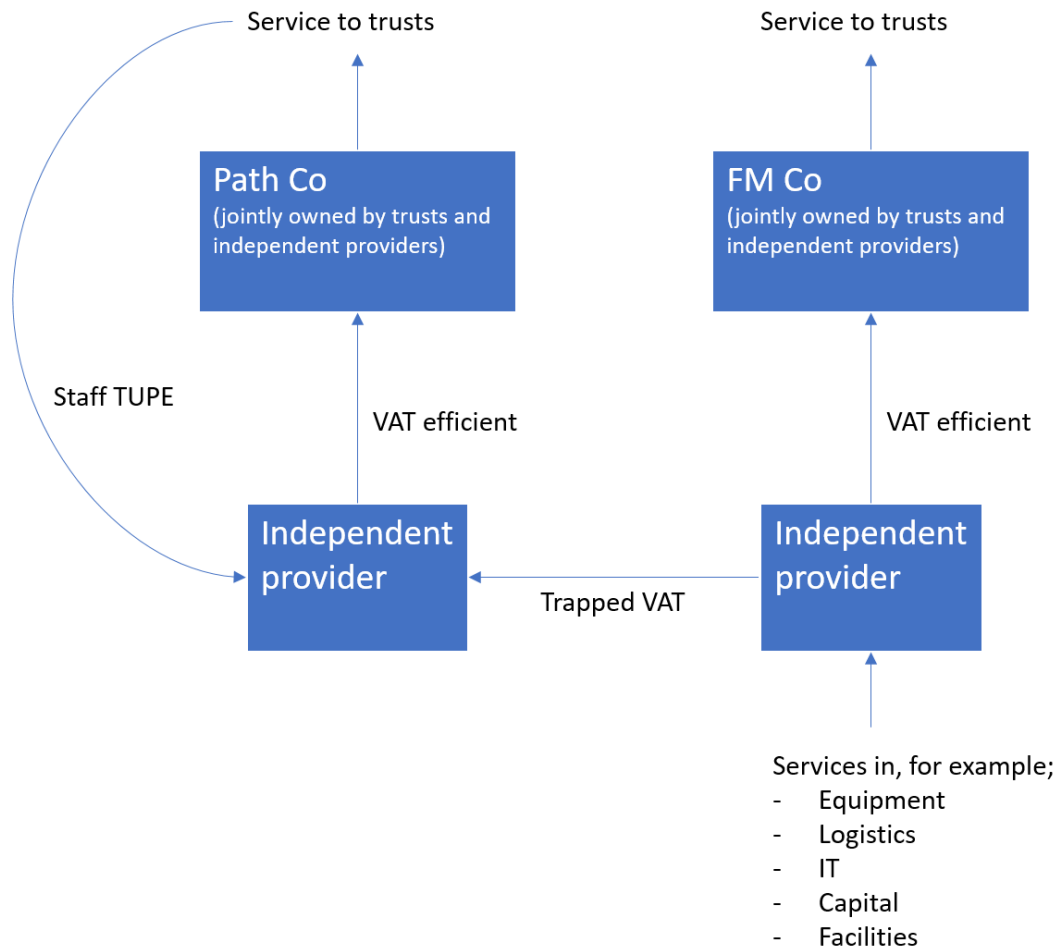 Service to trusts
Service to trusts
Path Co
(jointly owned by trusts and
independent providers)
FM Co
(jointly owned by trusts and
independent providers)
Staff TUPE
VAT efficient
VAT efficient
Independent
provider
Independent
provider
Trapped VAT
Services in, for example;
- Equipment
- Logistics
- IT
- Capital
- Facilities